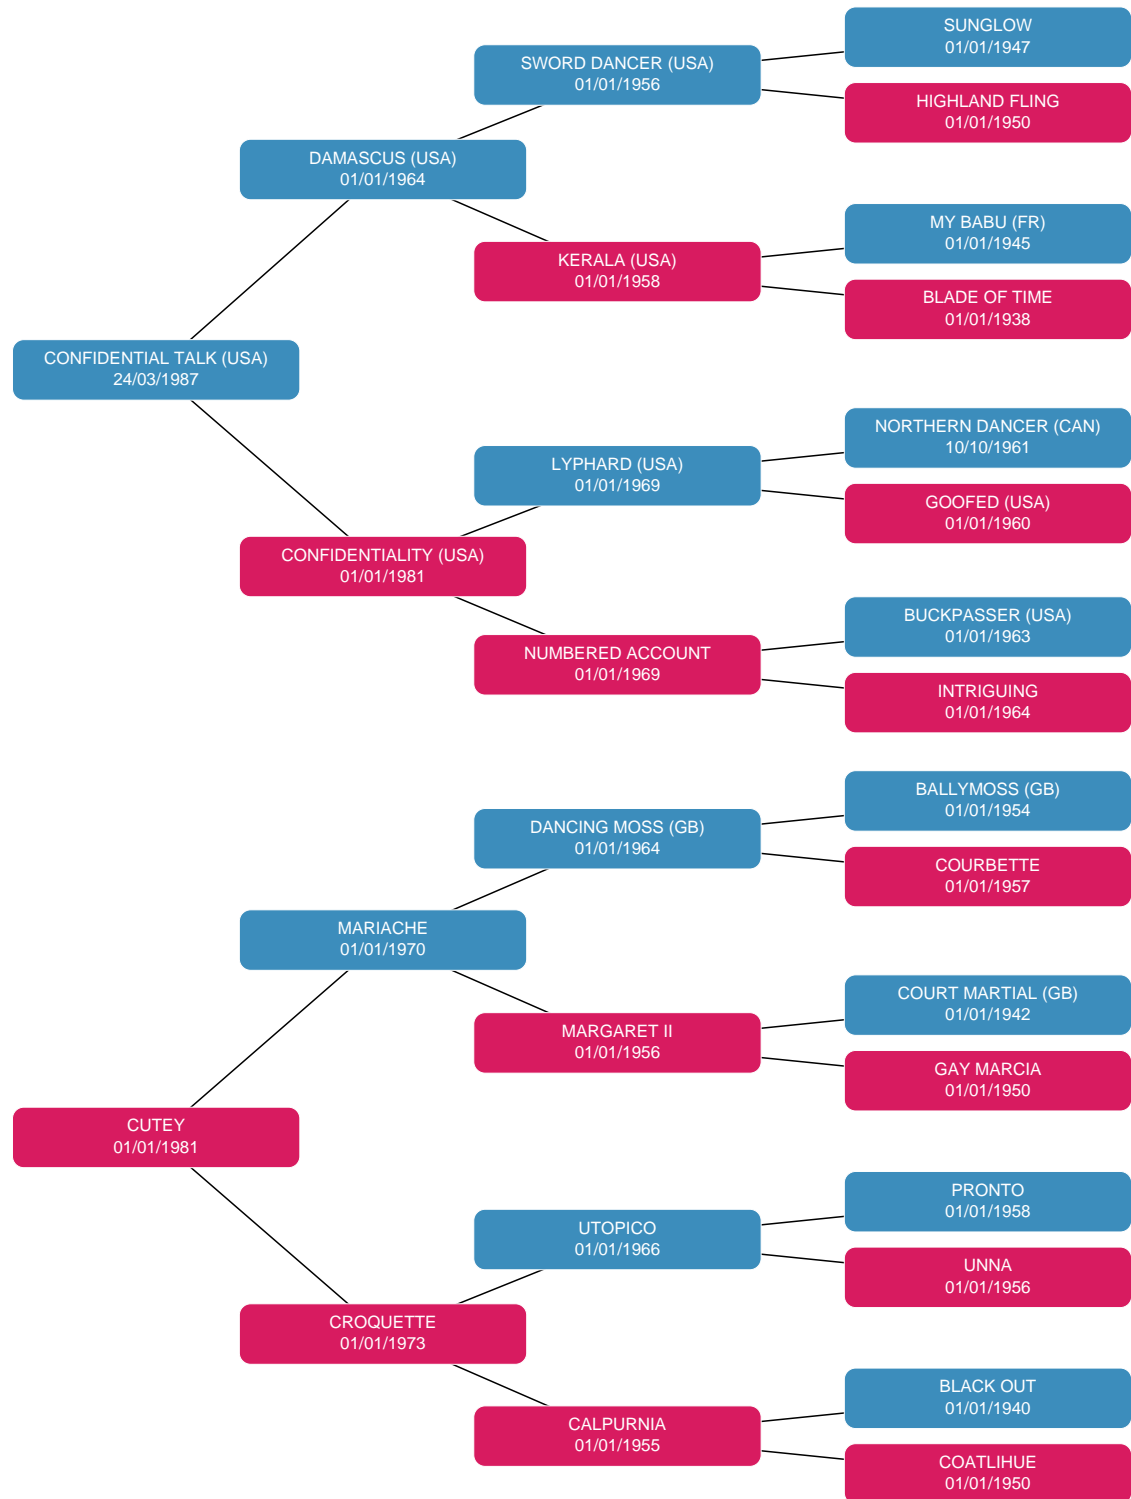 SUNGLOW
01/01/1947
SWORD DANCER (USA)
01/01/1956
HIGHLAND FLING
01/01/1950
DAMASCUS (USA)
01/01/1964
MY BABU (FR)
01/01/1945
KERALA (USA)
01/01/1958
BLADE OF TIME
01/01/1938
CONFIDENTIAL TALK (USA)
24/03/1987
NORTHERN DANCER (CAN)
10/10/1961
LYPHARD (USA)
01/01/1969
GOOFED (USA)
01/01/1960
CONFIDENTIALITY (USA)
01/01/1981
BUCKPASSER (USA)
01/01/1963
NUMBERED ACCOUNT
01/01/1969
INTRIGUING
01/01/1964
BALLYMOSS (GB)
01/01/1954
DANCING MOSS (GB)
01/01/1964
COURBETTE
01/01/1957
MARIACHE
01/01/1970
COURT MARTIAL (GB)
01/01/1942
MARGARET II
01/01/1956
GAY MARCIA
01/01/1950
CUTEY
01/01/1981
PRONTO
01/01/1958
UTOPICO
01/01/1966
UNNA
01/01/1956
CROQUETTE
01/01/1973
BLACK OUT
01/01/1940
CALPURNIA
01/01/1955
COATLIHUE
01/01/1950